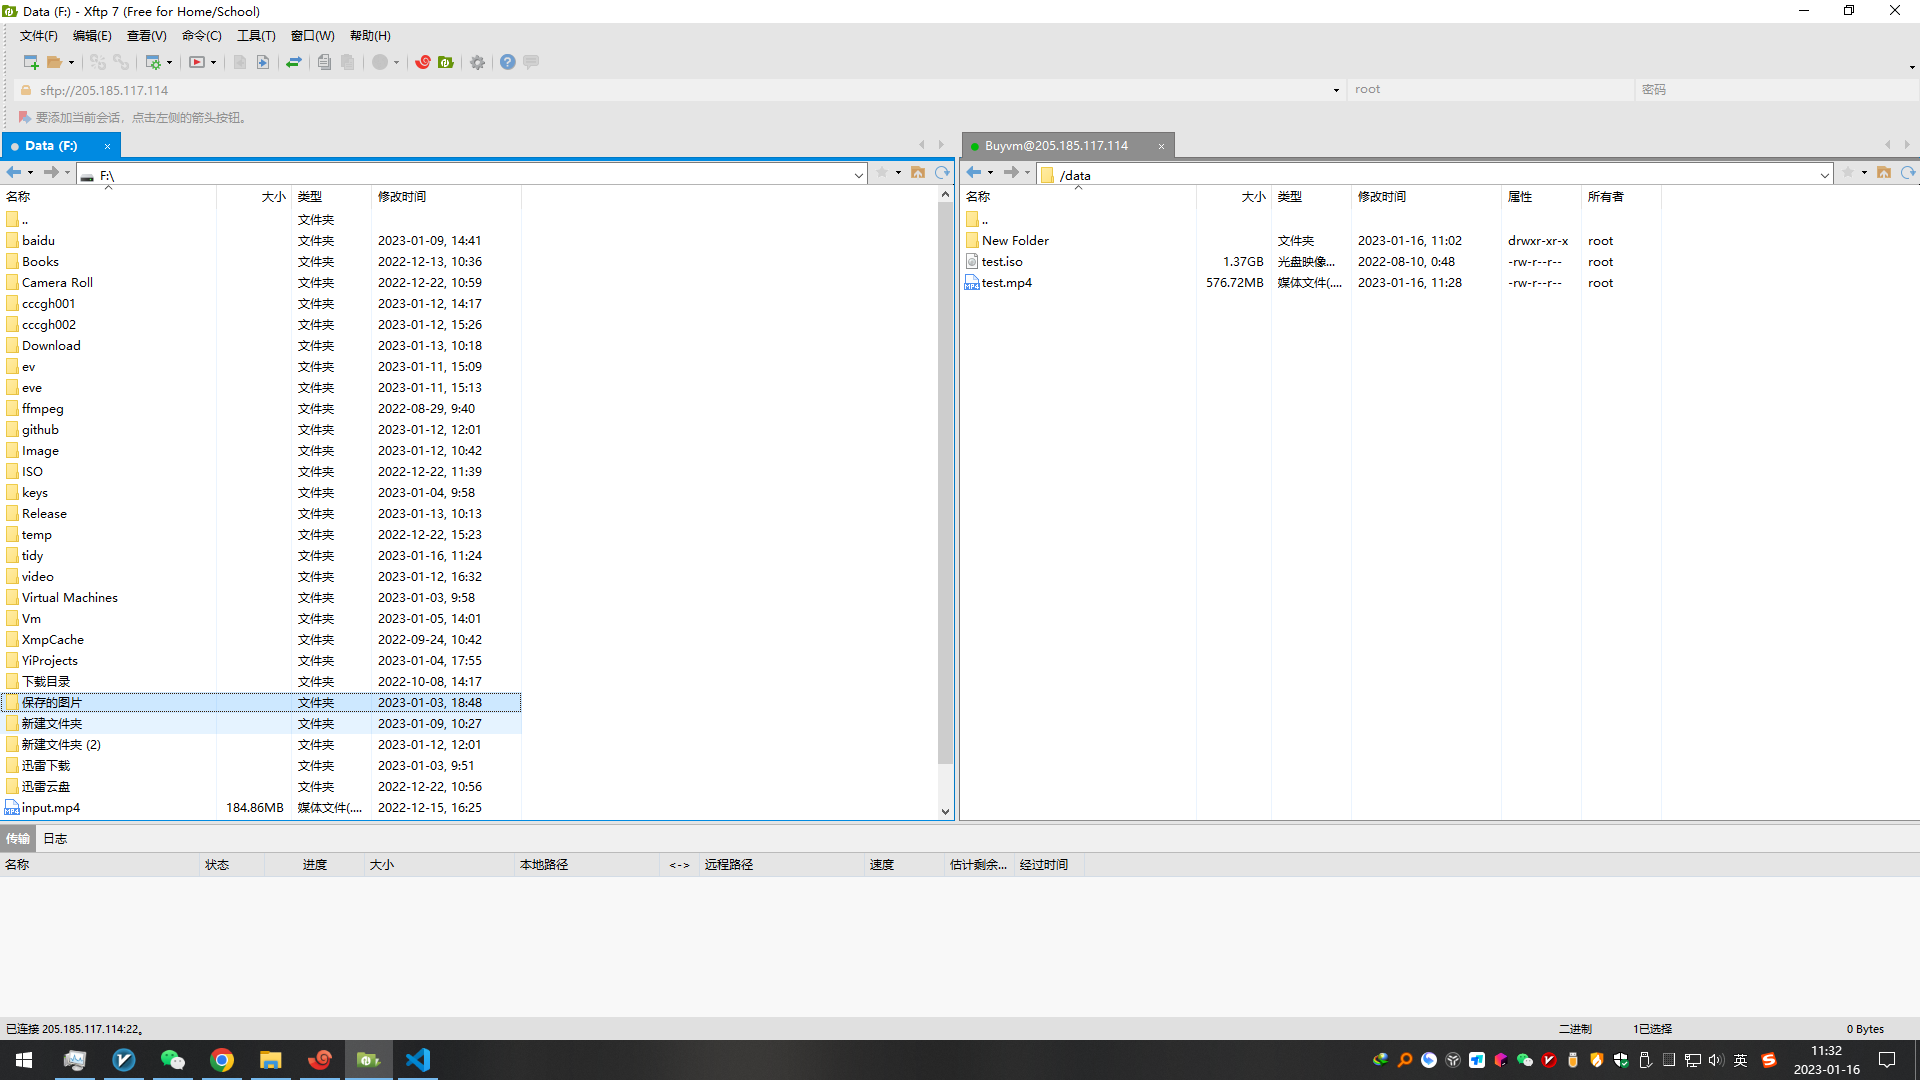 Data (F:) - Xftp 7 (Free for Home/School)
文件(F) 编辑(E) 查看(V) 命令(C) 工具(T) 窗口(W) 帮助(H)
sftp://205.185.117.114 root 密码
要添加当前会话，点击左侧的箭头按钮。
Data (F:)
F:\
名称 大小 类型 修改时间
.. 文件夹
baidu 文件夹 2023-01-09, 14:41
Books 文件夹 2022-12-13, 10:36
Camera Roll 文件夹 2022-12-22, 10:59
cccgh001 文件夹 2023-01-12, 14:17
cccgh002 文件夹 2023-01-12, 15:26
Download 文件夹 2023-01-13, 10:18
ev 文件夹 2023-01-11, 15:09
eve 文件夹 2023-01-11, 15:13
ffmpeg 文件夹 2022-08-29, 9:40
github 文件夹 2023-01-12, 12:01
Image 文件夹 2023-01-12, 10:42
ISO 文件夹 2022-12-22, 11:39
keys 文件夹 2023-01-04, 9:58
Release 文件夹 2023-01-13, 10:13
temp 文件夹 2022-12-22, 15:23
tidy 文件夹 2023-01-16, 11:24
video 文件夹 2023-01-12, 16:32
Virtual Machines 文件夹 2023-01-03, 9:58
Vm 文件夹 2023-01-05, 14:01
XmpCache 文件夹 2022-09-24, 10:42
YiProjects 文件夹 2023-01-04, 17:55
下载目录 文件夹 2022-10-08, 14:17
保存的图片 文件夹 2023-01-03, 18:48
新建文件夹 文件夹 2023-01-09, 10:27
新建文件夹 (2) 文件夹 2023-01-12, 12:01
迅雷下载 文件夹 2023-01-03, 9:51
迅雷云盘 文件夹 2022-12-22, 10:56
input.mp4 184.86MB 媒体文件(.... 2022-12-15, 16:25
Buyvm@205.185.117.114
/data
名称 大小 类型 修改时间 属性 所有者
..
New Folder 文件夹 2023-01-16, 11:02 drwxr-xr-x root
test.iso 1.37GB 光盘映像... 2022-08-10, 0:48 -rw-r--r-- root
test.mp4 576.72MB 媒体文件(.... 2023-01-16, 11:28 -rw-r--r-- root
传输 日志
名称 状态 进度 大小 本地路径 <-> 远程路径 速度 估计剩余... 经过时间
已连接 205.185.117.114:22。 二进制 1已选择 0 Bytes
英
11:32
2023-01-16